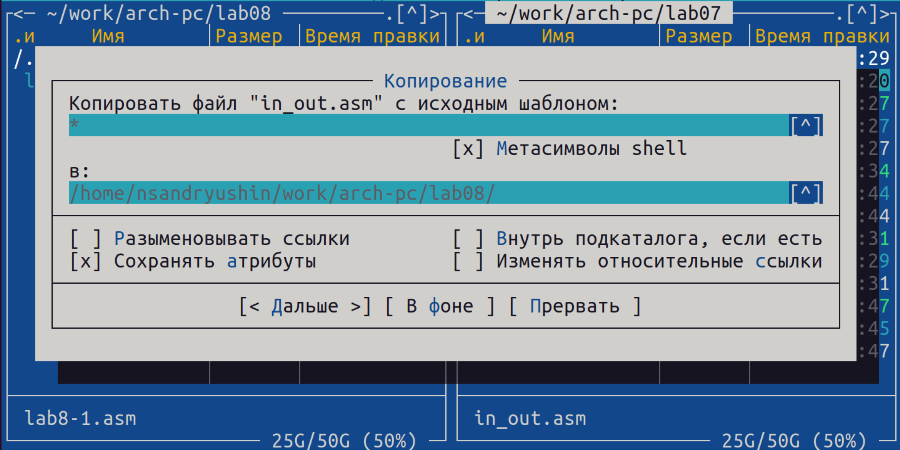 <─ ~/work/arch-pc/lab08 ─.[^]>
<─ ~/work/arch-pc/lab07 ─.[^]>
.и Имя Размер Время правки
.и Имя Размер Время правки
/.
:29
l
:20
Копирование
:27
Копировать файл "in_out.asm" с исходным шаблоном:
:27
* [^]
:27
[x] Метасимволы shell
:34
в:
:44
/home/nsandryushin/work/arch-pc/lab08/ [^]
:44
[ ] Разыменовывать ссылки [ ] Внутрь подкаталога, если есть
:31
[x] Сохранять атрибуты [ ] Изменять относительные ссылки
:29
:31
[< Дальше >] [ В фоне ] [ Прервать ]
:47
:45
:47
lab8-1.asm
in_out.asm
25G/50G (50%)
25G/50G (50%)